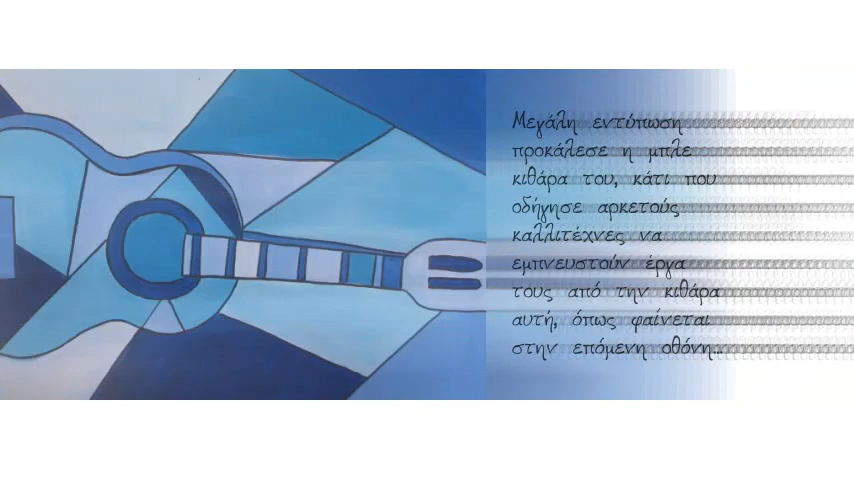 Μεγάλη εντύπωση
προκάλεσε η μπλε
κιθάρα του, κάτι που
οδήγησε αρκετούς
καλλιτέχνες να
εμπνευστούν έργα
τους από την κιθάρα
αυτή, όπως φαίνεται
στην επόμενη οθόνη...